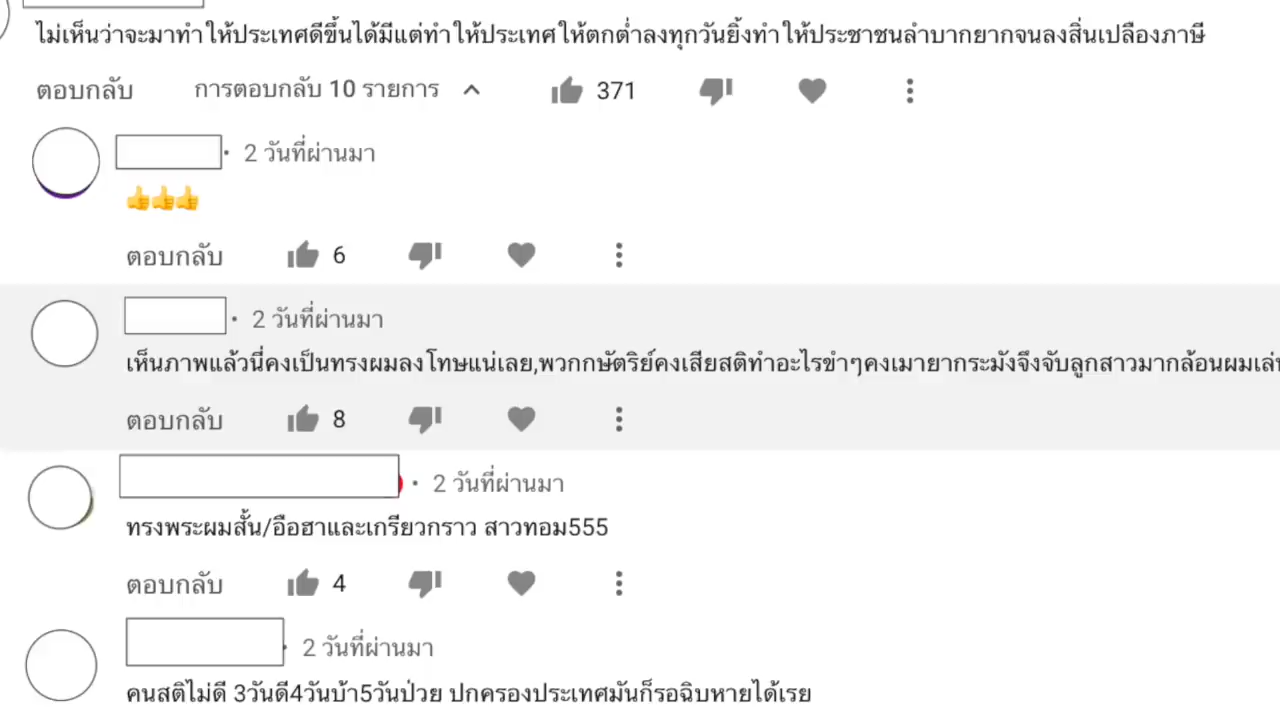 ไม่เห็นว่าจะมาทำให้ประเทศดีขึ้นได้มีแต่ทำให้ประเทศให้ตกต่ำลงทุกวันยิ้งทำให้ประชาชนลำบากยากจนลงสิ่นเปลืองภาษี
ตอบกลับ การตอบกลับ 10 รายการ 371
2 วันที่ผ่านมา
👍👍👍
ตอบกลับ 6
2 วันที่ผ่านมา
เห็นภาพแล้วนี่คงเป็นทรงผมลงโทษแน่เลย,พวกกษัตริย์คงเสียสติทำอะไรขำๆคงเมายากระมังจึงจับลูกสาวมากล้อนผมเล่น
ตอบกลับ 8
2 วันที่ผ่านมา
ทรงพระผมสั้น/อือฮาและเกรียวกราว สาวทอม555
ตอบกลับ 4
2 วันที่ผ่านมา
คนสติไม่ดี 3วันดี4วันบ้า5วันป่วย ปกครองประเทศมันก็รอฉิบหายได้เรย